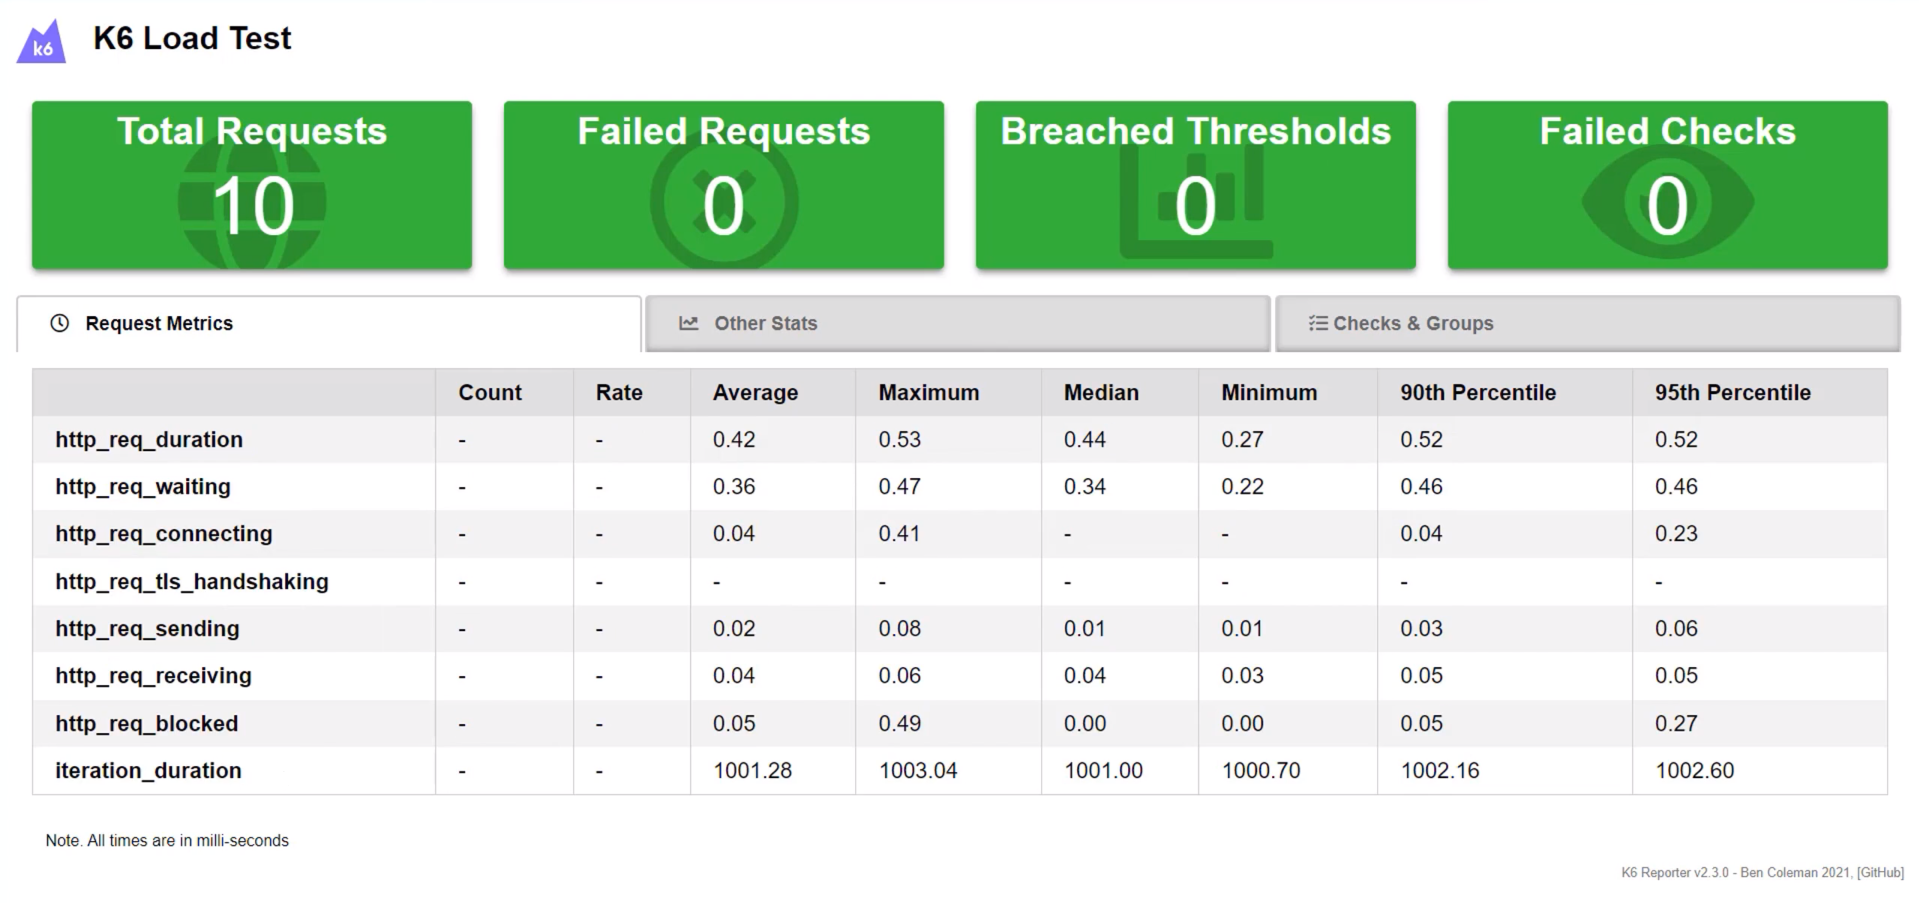 k6 K6 Load Test
Total Requests Failed Requests Breached Thresholds Failed Checks
10 0 0 0
Request Metrics Other Stats Checks & Groups
Count Rate Average Maximum Median Minimum 90th Percentile 95th Percentile
http_req_duration - - 0.42 0.53 0.44 0.27 0.52 0.52
http_req_waiting - - 0.36 0.47 0.34 0.22 0.46 0.46
http_req_connecting - - 0.04 0.41 - - 0.04 0.23
http_req_tls_handshaking - - - - - - - -
http_req_sending - - 0.02 0.08 0.01 0.01 0.03 0.06
http_req_receiving - - 0.04 0.06 0.04 0.03 0.05 0.05
http_req_blocked - - 0.05 0.49 0.00 0.00 0.05 0.27
iteration_duration - - 1001.28 1003.04 1001.00 1000.70 1002.16 1002.60
Note. All times are in milli-seconds
K6 Reporter v2.3.0 - Ben Coleman 2021, [GitHub]